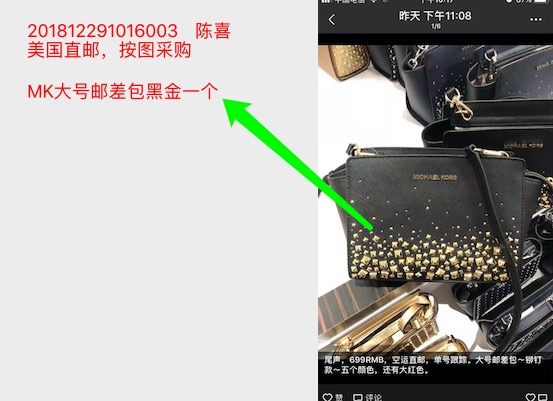 201812291016003 陈喜
美国直邮，按图采购
MK大号邮差包黑金一个
昨天 下午11:08
1/6
MICHAEL KORS
尾声，699RMB，空运直邮，单号跟踪。大号邮差包~铆钉
款~五个颜色，还有大红色。
赞 评论